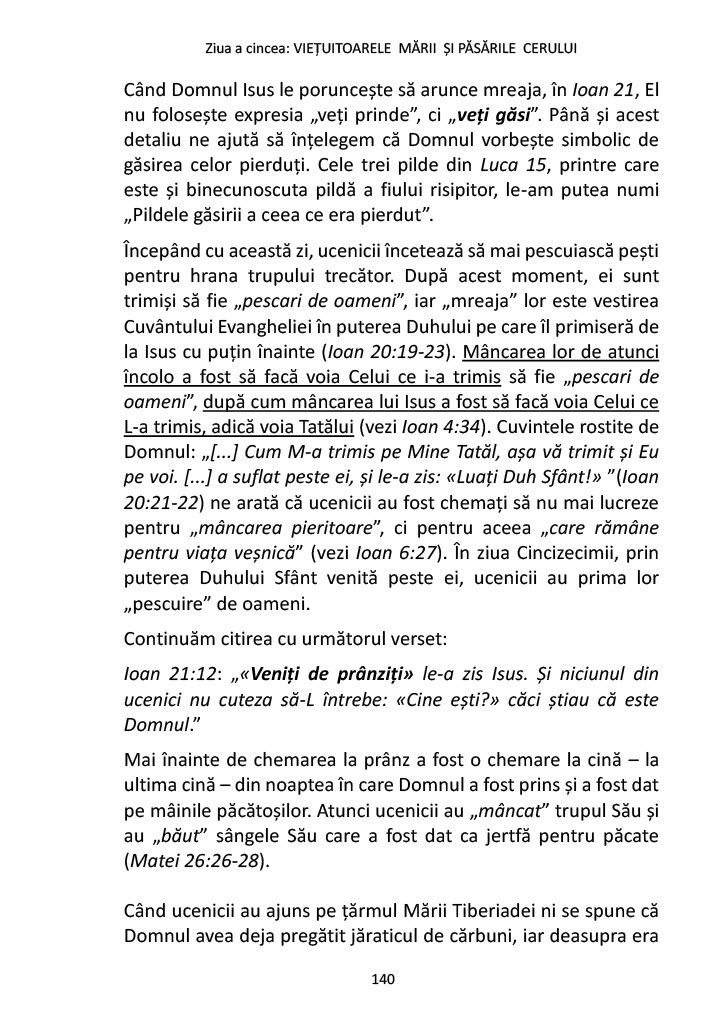 Ziua a cincea: VIEȚUITOARELE MĂRII ȘI PĂSĂRILE CERULUI
Când Domnul Isus le poruncește să arunce mreaja, în Ioan 21, El
nu folosește expresia „veți prinde”, ci „veți găsi”. Până și acest
detaliu ne ajută să înțelegem că Domnul vorbește simbolic de
găsirea celor pierduți. Cele trei pilde din Luca 15, printre care
este și binecunoscuta pildă a fiului risipitor, le-am putea numi
„Pildele găsirii a ceea ce era pierdut”.
Începând cu această zi, ucenicii încetează să mai pescuiască pești
pentru hrana trupului trecător. După acest moment, ei sunt
trimiși să fie „pescari de oameni”, iar „mreaja” lor este vestirea
Cuvântului Evangheliei în puterea Duhului pe care îl primiseră de
la Isus cu puțin înainte (Ioan 20:19-23). Mâncarea lor de atunci
încolo a fost să facă voia Celui ce i-a trimis să fie „pescari de
oameni”, după cum mâncarea lui Isus a fost să facă voia Celui ce
L-a trimis, adică voia Tatălui (vezi Ioan 4:34). Cuvintele rostite de
Domnul: „[...] Cum M-a trimis pe Mine Tatăl, așa vă trimit și Eu
pe voi. [...] a suflat peste ei, și le-a zis: «Luați Duh Sfânt!» ”(Ioan
20:21-22) ne arată că ucenicii au fost chemați să nu mai lucreze
pentru „mâncarea pieritoare”, ci pentru aceea „care rămâne
pentru viața veșnică” (vezi Ioan 6:27). În ziua Cincizecimii, prin
puterea Duhului Sfânt venită peste ei, ucenicii au prima lor
„pescuire” de oameni.
Continuăm citirea cu următorul verset:
Ioan 21:12: „«Veniți de prânziți» le-a zis Isus. Și niciunul din
ucenici nu cuteza să-L întrebe: «Cine ești?» căci știau că este
Domnul.”
Mai înainte de chemarea la prânz a fost o chemare la cină – la
ultima cină – din noaptea în care Domnul a fost prins și a fost dat
pe mâinile păcătoșilor. Atunci ucenicii au „mâncat” trupul Său și
au „băut” sângele Său care a fost dat ca jertfă pentru păcate
(Matei 26:26-28).
Când ucenicii au ajuns pe țărmul Mării Tiberiadei ni se spune că
Domnul avea deja pregătit jăraticul de cărbuni, iar deasupra era
140